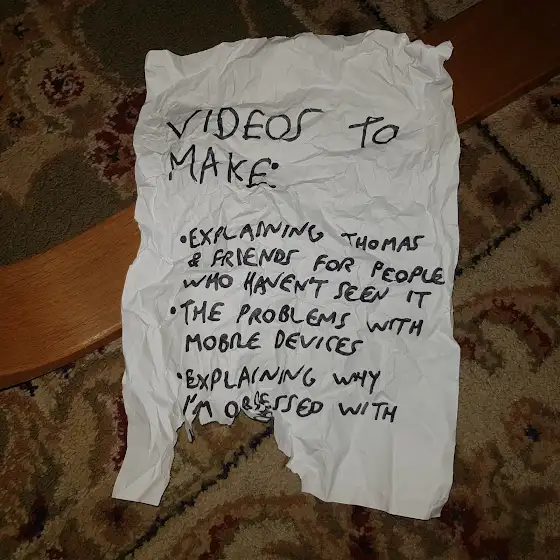 VIDEOS TO
MAKE:
•EXPLAINING THOMAS
& FRIENDS FOR PEOPLE
WHO HAVEN'T SEEN IT
•THE PROBLEMS WITH
MOBILE DEVICES
•EXPLAINING WHY
I'M OBSESSED WITH